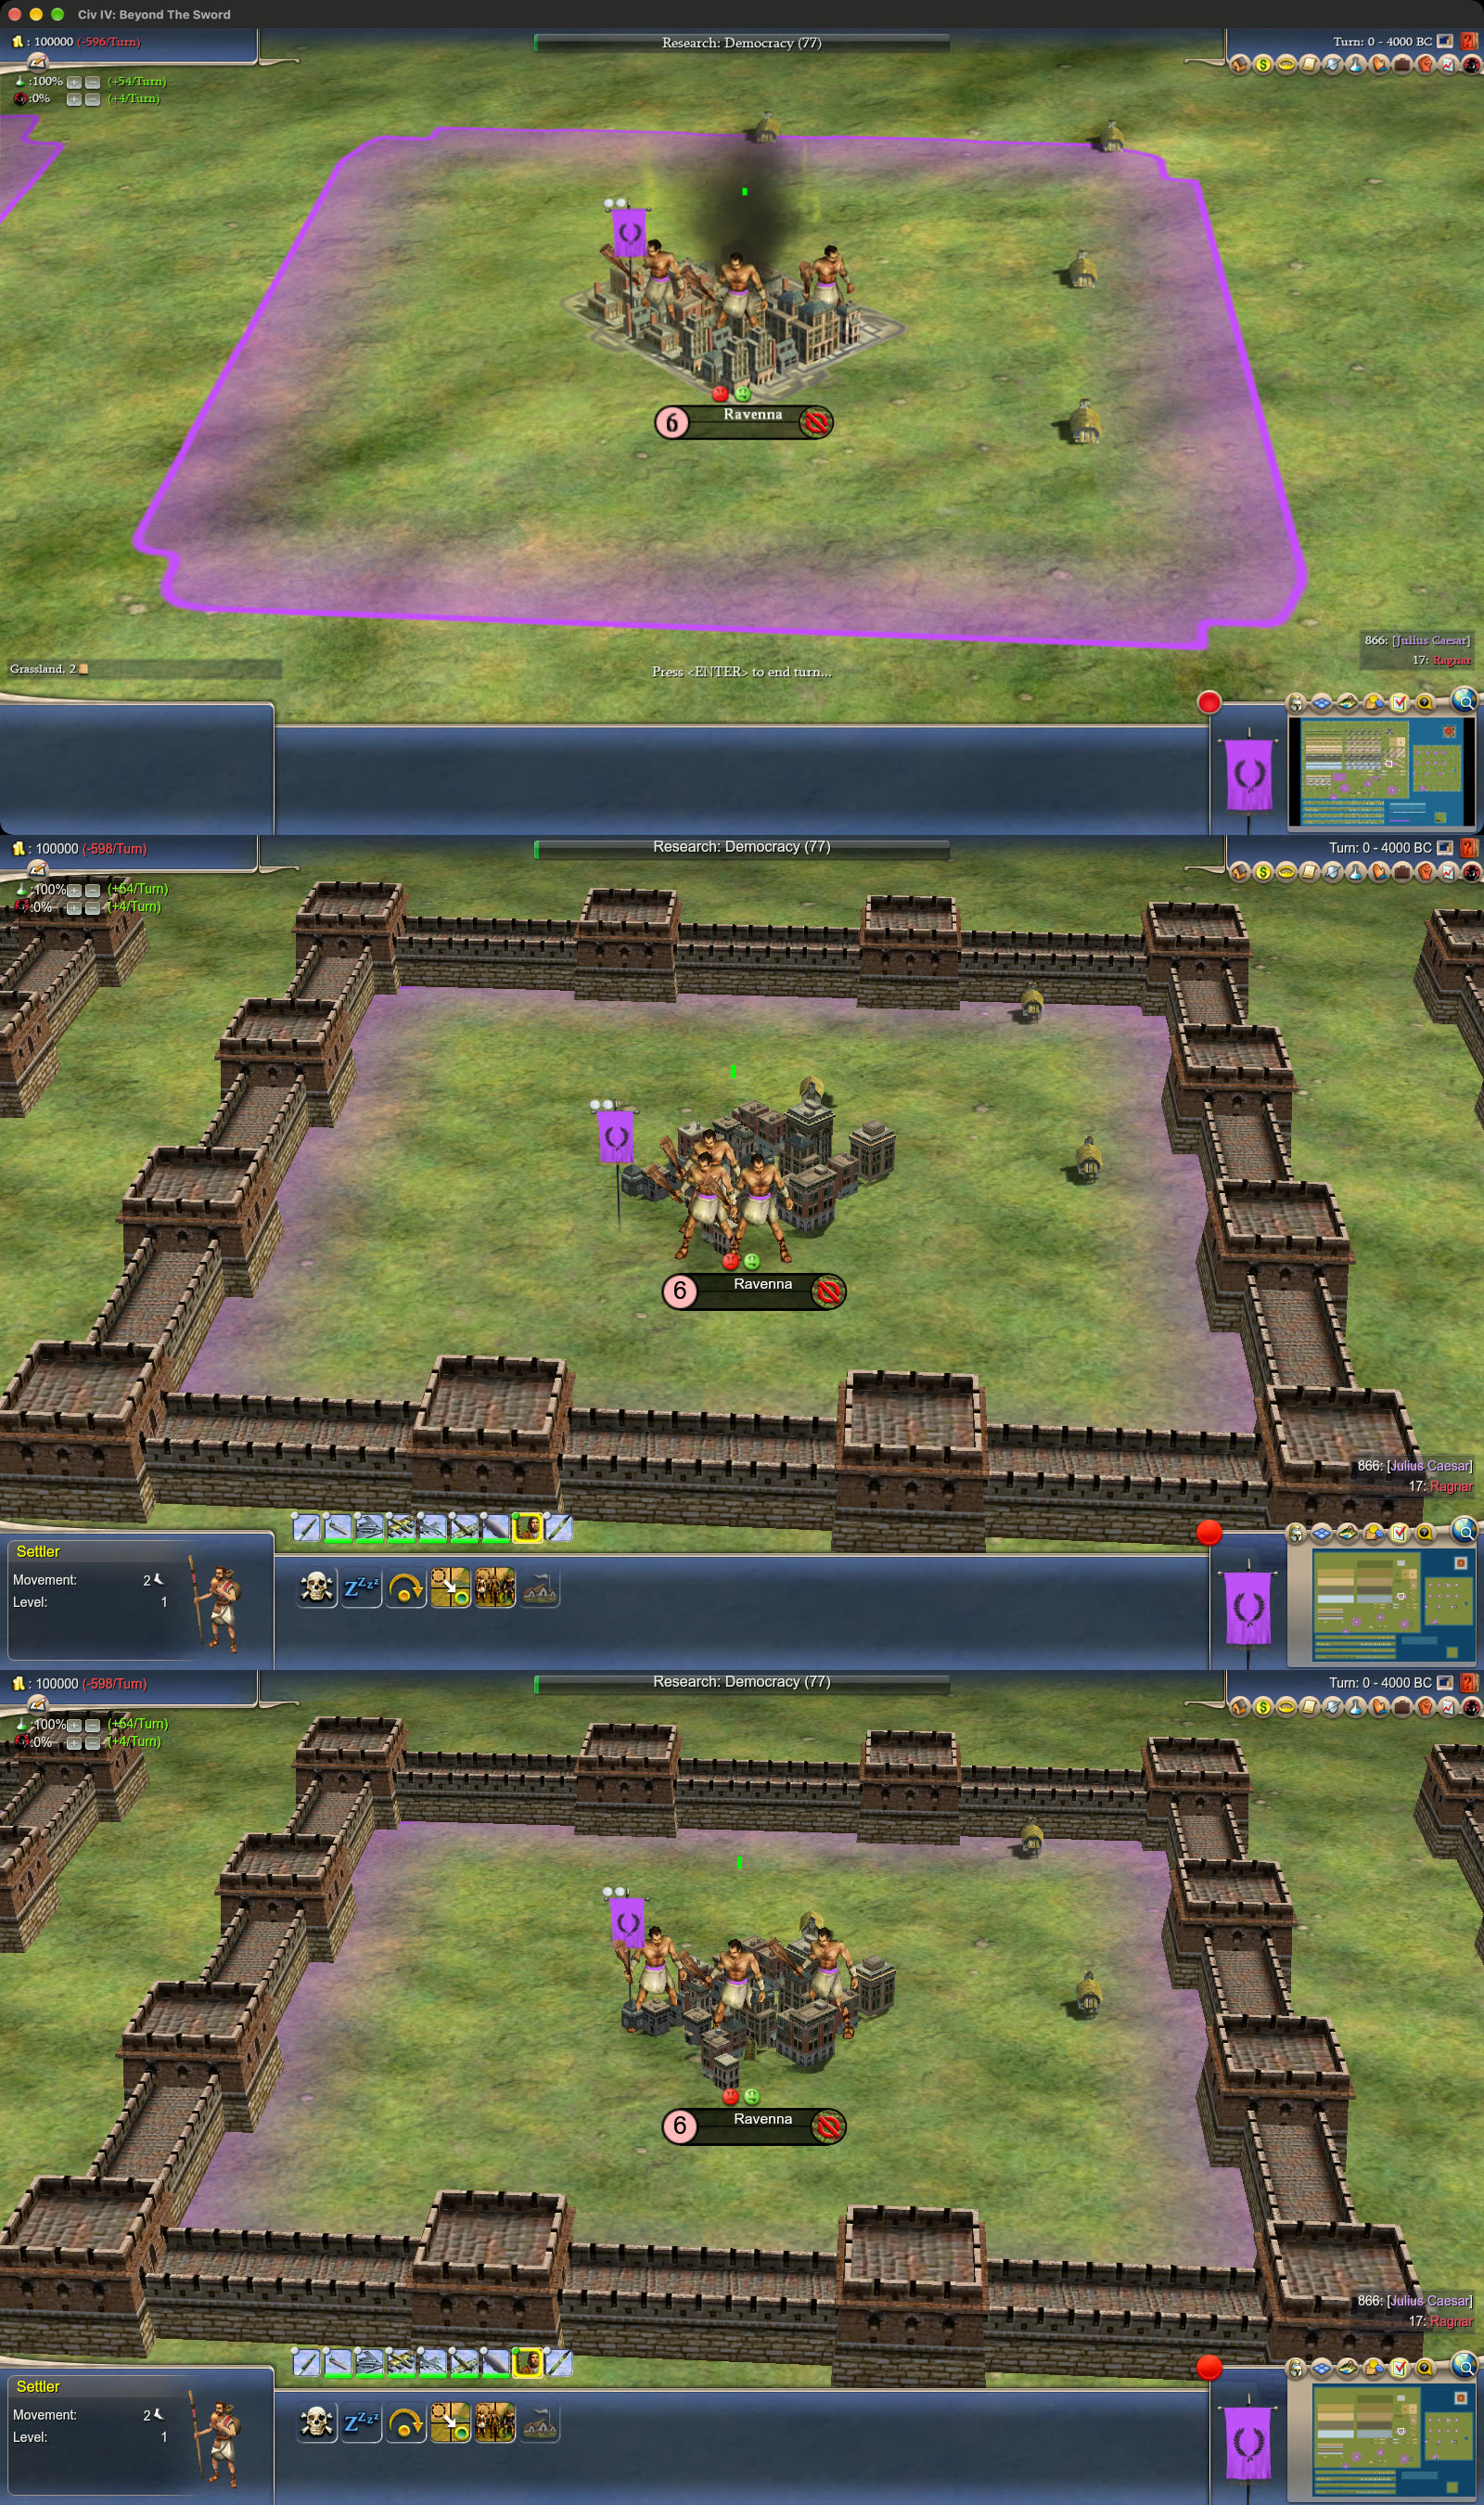 Civ IV: Beyond The Sword
: 100000 (-596/Turn)
Research: Democracy (77)
Turn: 0 - 4000 BC
:100% (+54/Turn)
:0% (+4/Turn)
6 Ravenna
866: [Julius Caesar]
17: Ragnar
Grassland, 2
Press <ENTER> to end turn...
: 100000 (-598/Turn)
Research: Democracy (77)
Turn: 0 - 4000 BC
:100% (+54/Turn)
:0% (+4/Turn)
6 Ravenna
866: [Julius Caesar]
17: Ragnar
Settler
Movement: 2
Level: 1
ZZzz
: 100000 (-598/Turn)
Research: Democracy (77)
Turn: 0 - 4000 BC
:100% (+54/Turn)
:0% (+4/Turn)
6 Ravenna
866: [Julius Caesar]
17: Ragnar
Settler
Movement: 2
Level: 1
ZZzz